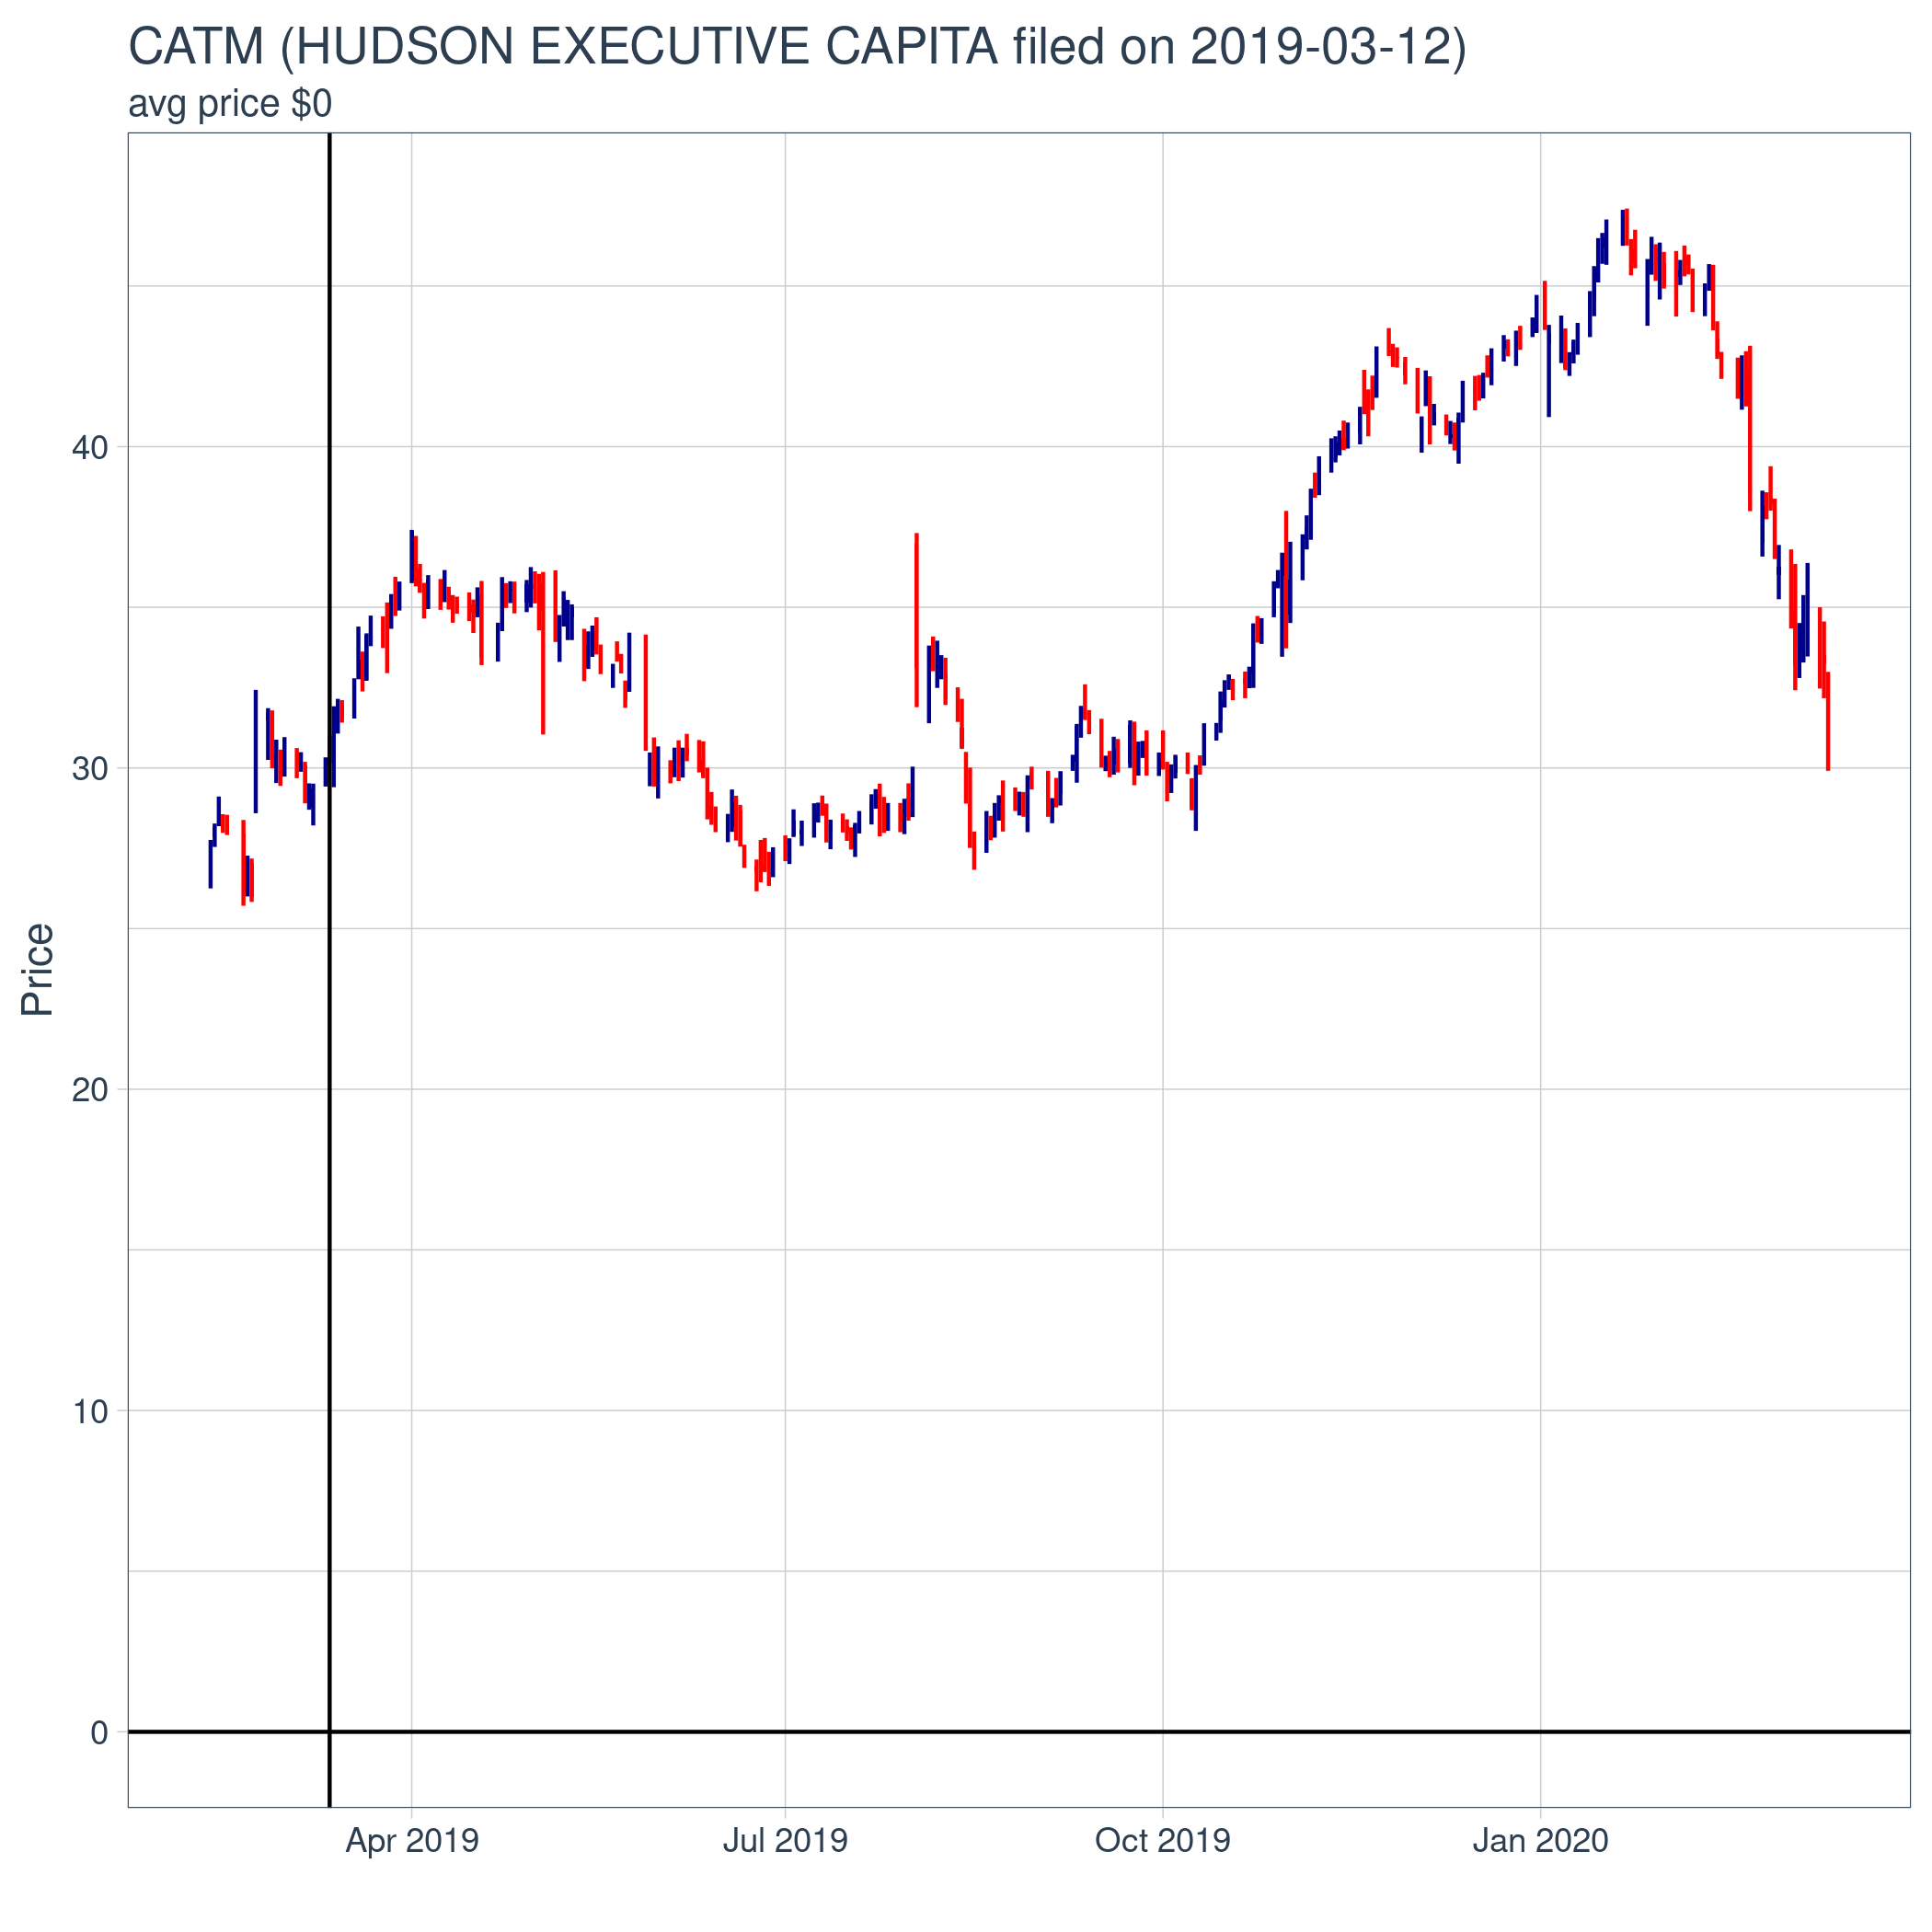 CATM (HUDSON EXECUTIVE CAPITA filed on 2019-03-12)
avg price $0
Price
40
30
20
10
0
Apr 2019
Jul 2019
Oct 2019
Jan 2020